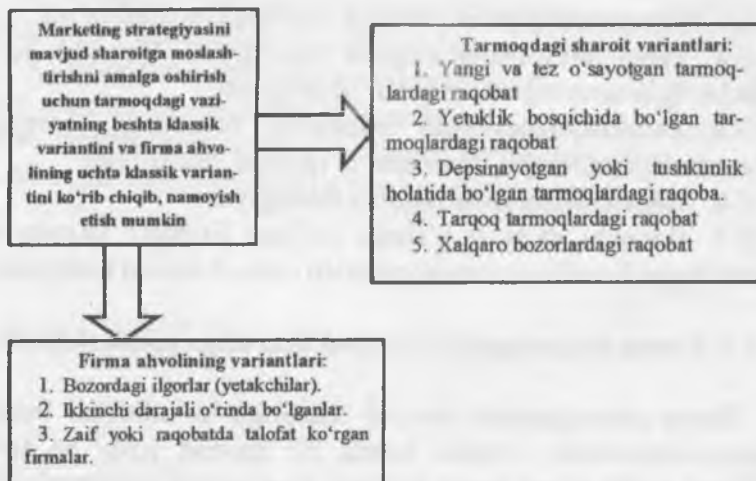 Marketing strategiyasini
mavjud sharoitga moslash-
tirishni amalga oshirish
uchun tarmoqdagi vazi-
yatning beshta klassik
variantini va firma ahvo-
lining uchta klassik varian-
tini ko‘rib chiqib, namoyish
etish mumkin
Tarmoqdagi sharoit variantlari:
1. Yangi va tez o‘sayotgan tarmoq-
lardagi raqobat
2. Yetuklik bosqichida bo‘lgan tar-
moqlardagi raqobat
3. Depsinayotgan yoki tushkunlik
holatida bo‘lgan tarmoqlardagi raqoba.
4. Tarqoq tarmoqlardagi raqobat
5. Xalqaro bozorlardagi raqobat
Firma ahvolining variantlari:
1. Bozordagi ilgorlar (yetakchilar).
2. Ikkinchi darajali o‘rinda bo‘lganlar.
3. Zaif yoki raqobatda talofat ko‘rgan
firmalar.